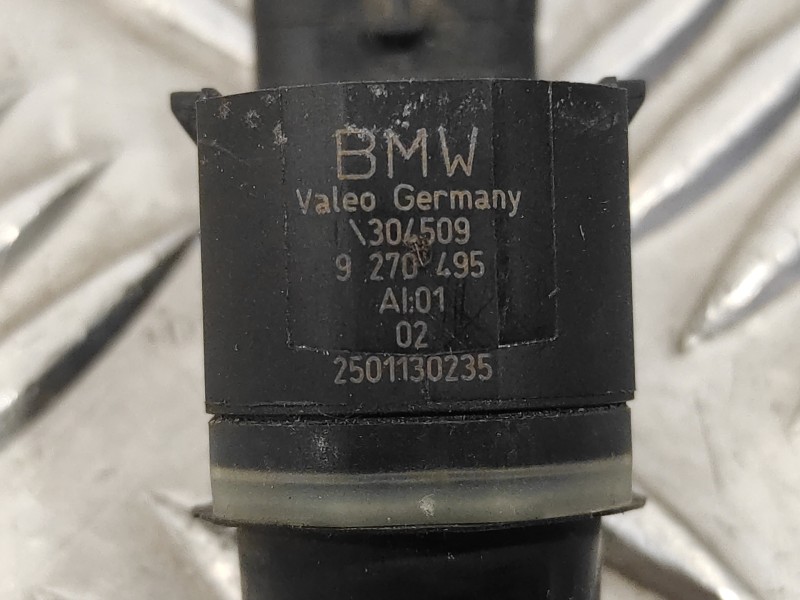 BMW
Valeo Germany
\304509
9 270 495
AI:01
02
2501130235